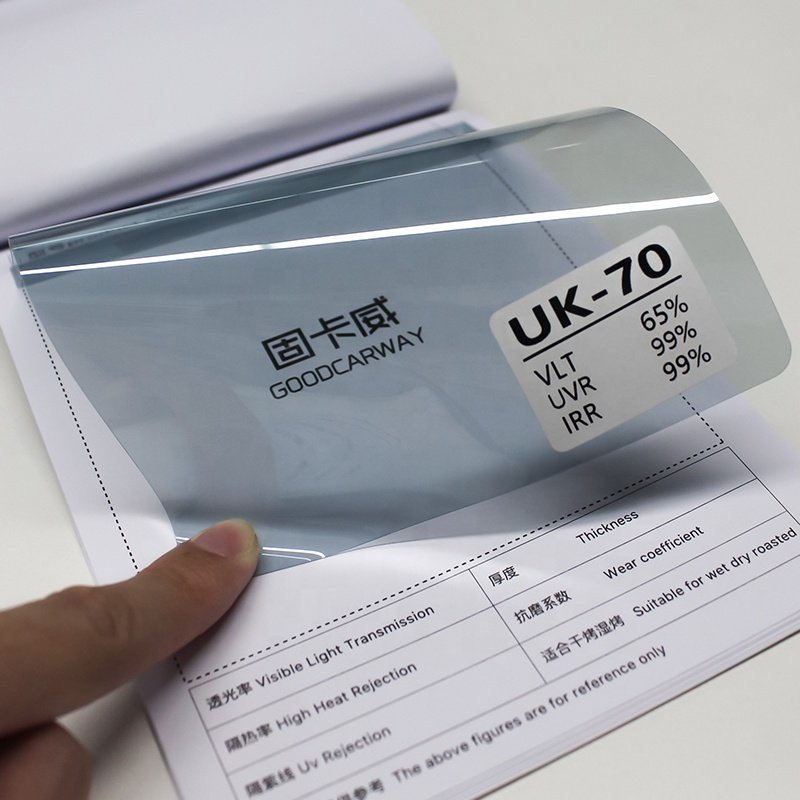 固卡威
GOODCARWAY
UK-70
VLT 65%
UVR 99%
IRR 99%
厚度 Thickness
抗磨系数 Wear coefficient
适合干烤湿烤 Suitable for wet dry roasted
透光率 Visible Light Transmission
隔热率 High Heat Rejection
隔紫线 Uv Rejection
The above figures are for reference only